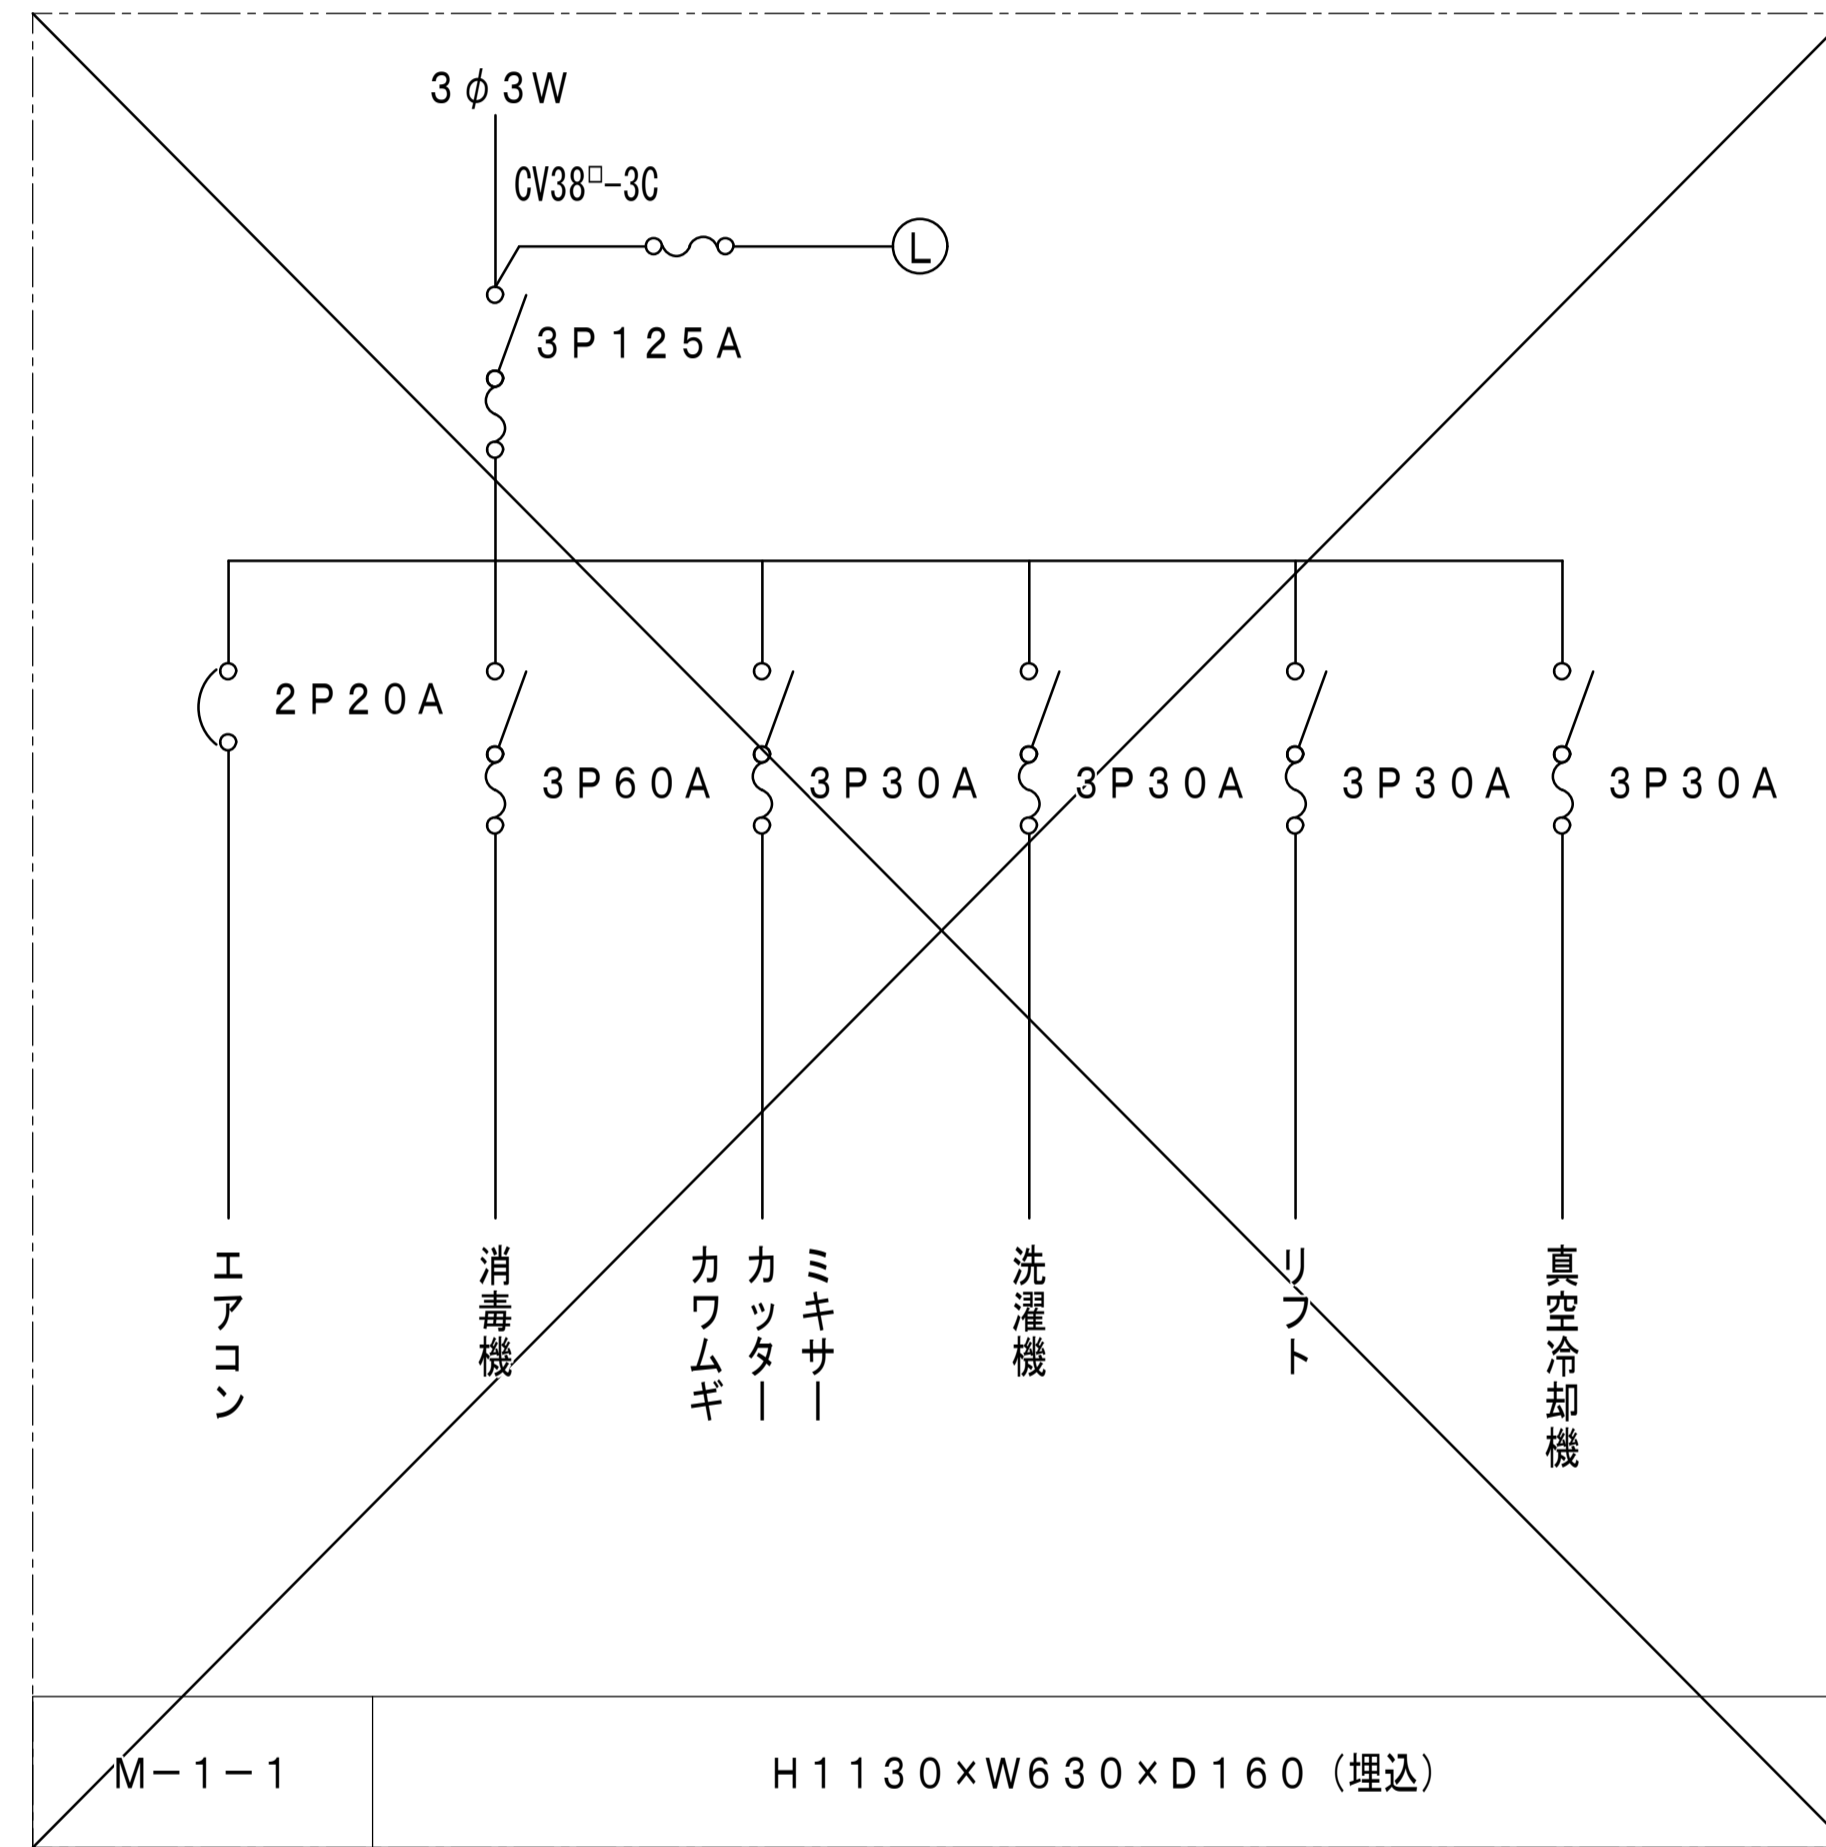 3φ3W
CV38□-3C
L
3P125A
2P20A
3P60A
3P30A
3P30A
3P30A
3P30A
エアコン
消毒機
ミキサー
カッター
カワムギ
洗濯機
リフト
真空冷却機
M-1-1
H1130×W630×D160(埋込)